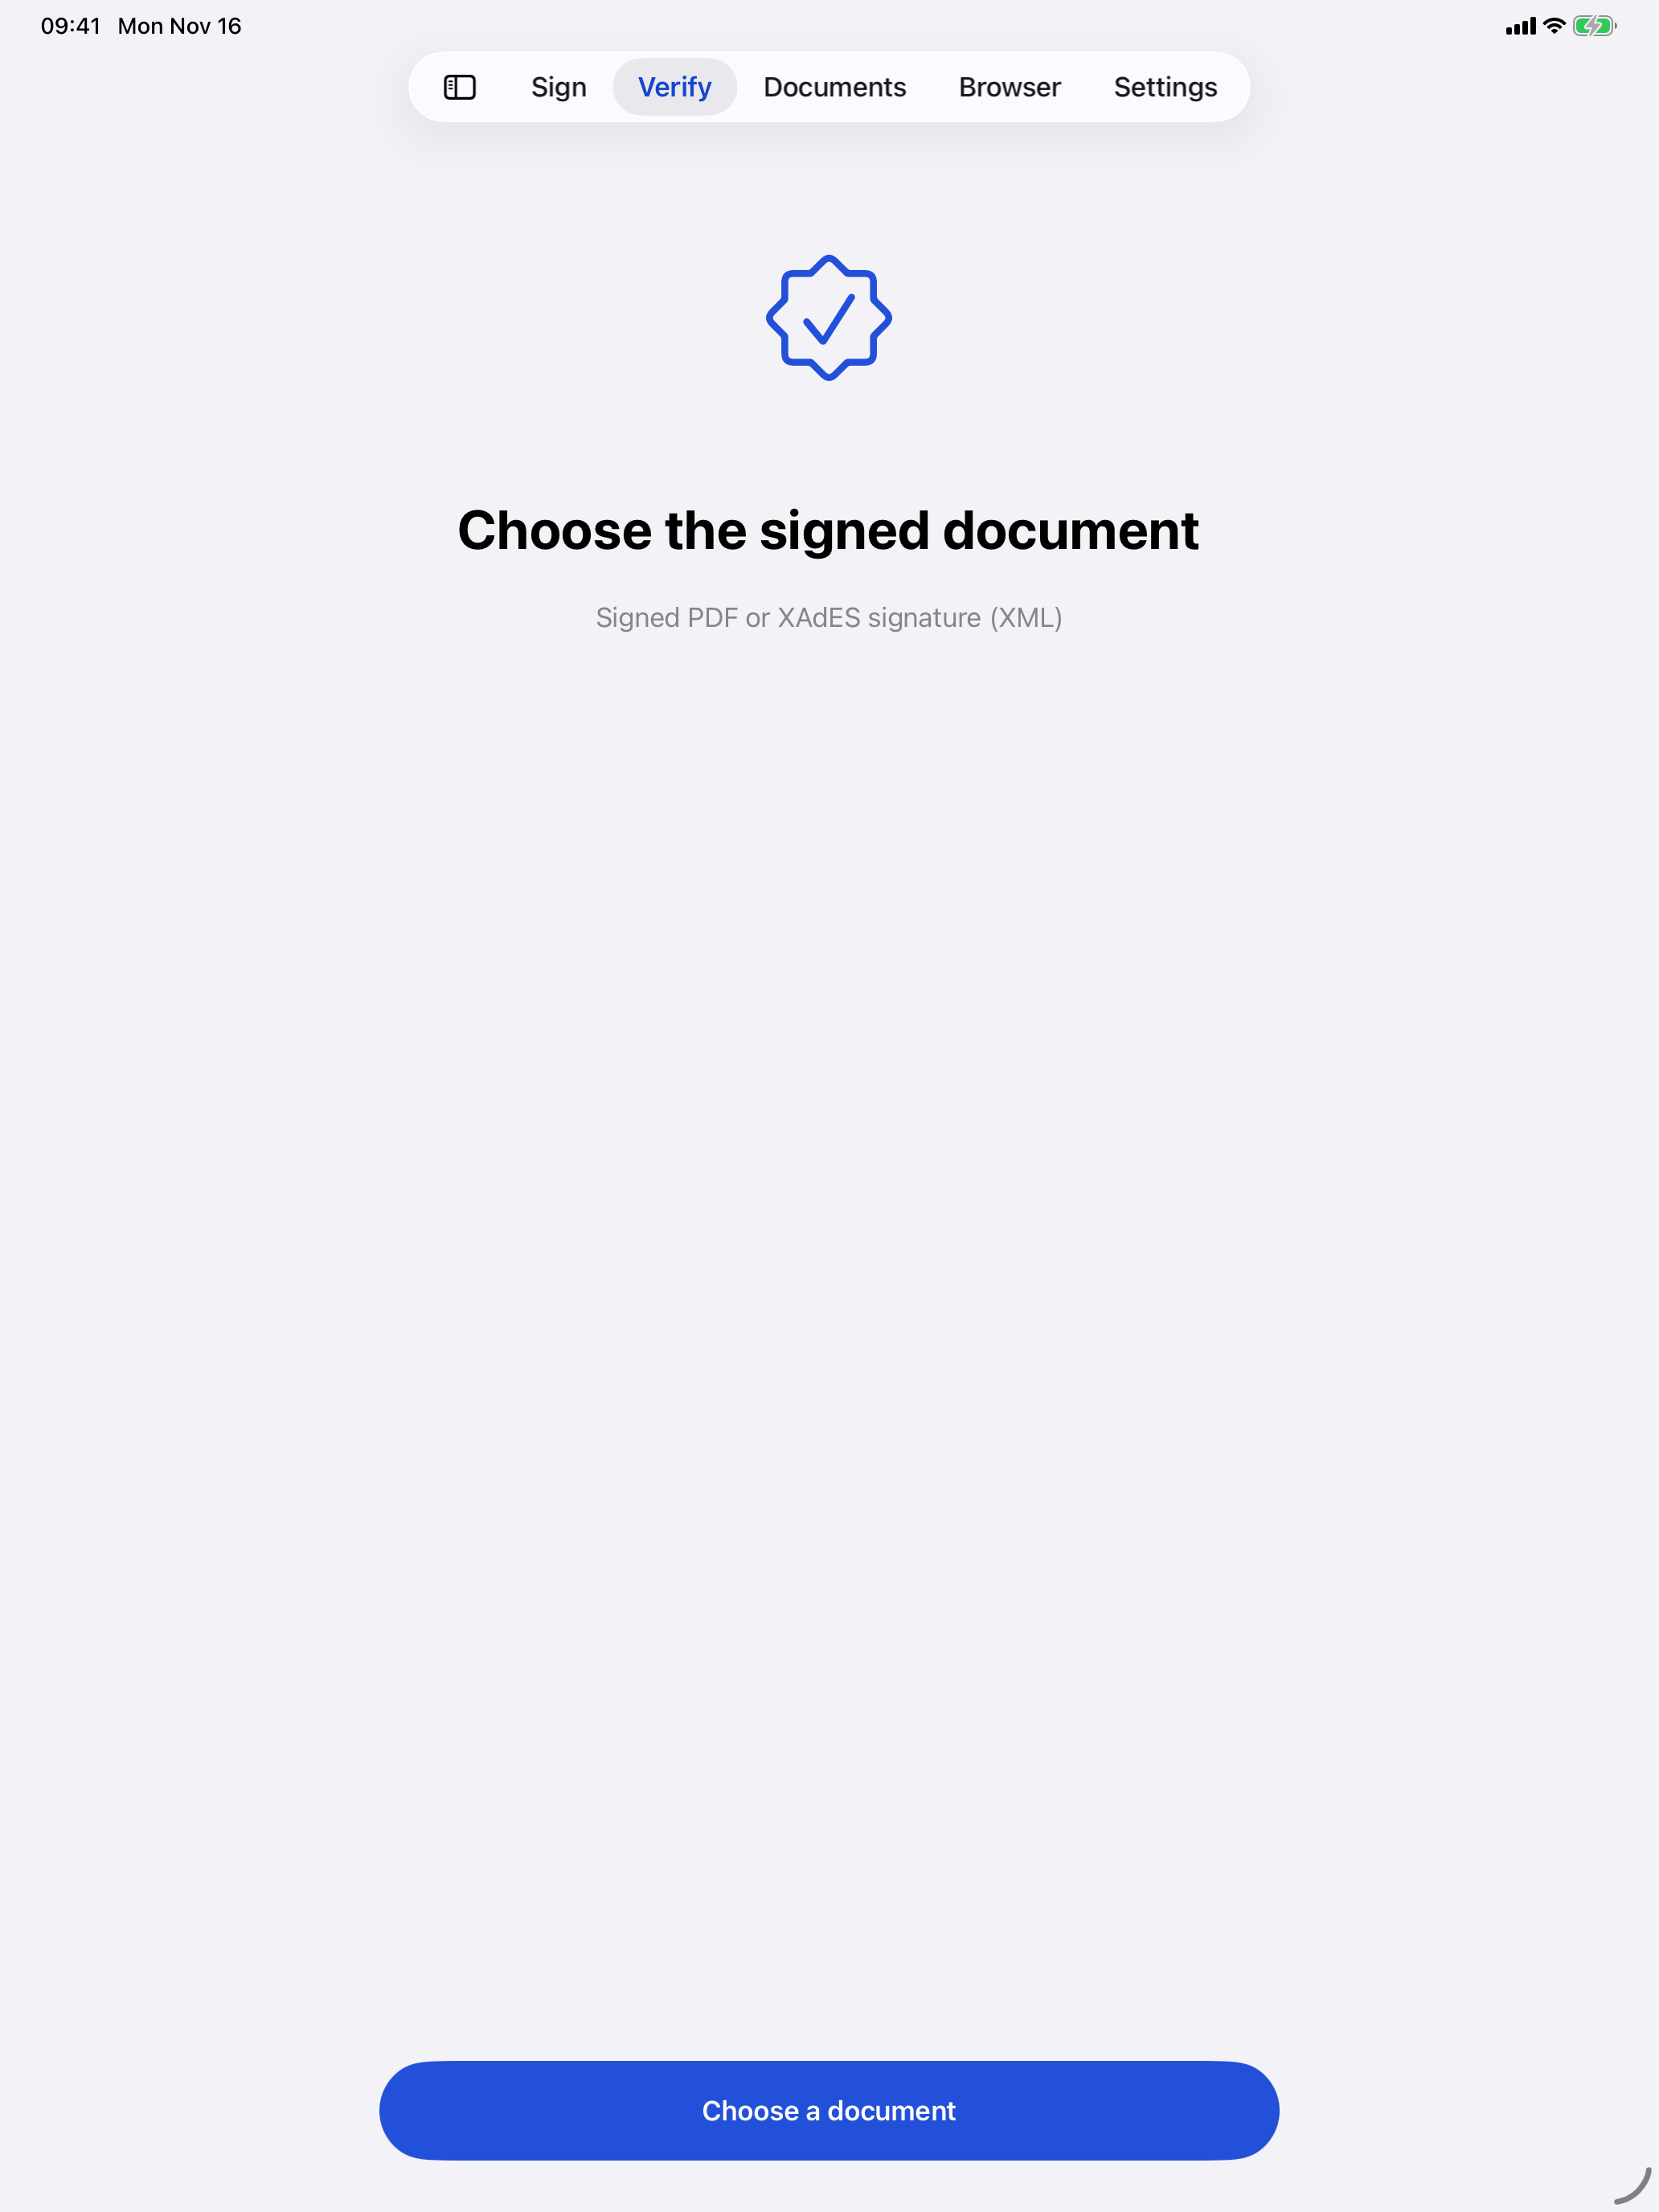 09:41 Mon Nov 16
Sign Verify Documents Browser Settings
Choose the signed document
Signed PDF or XAdES signature (XML)
Choose a document